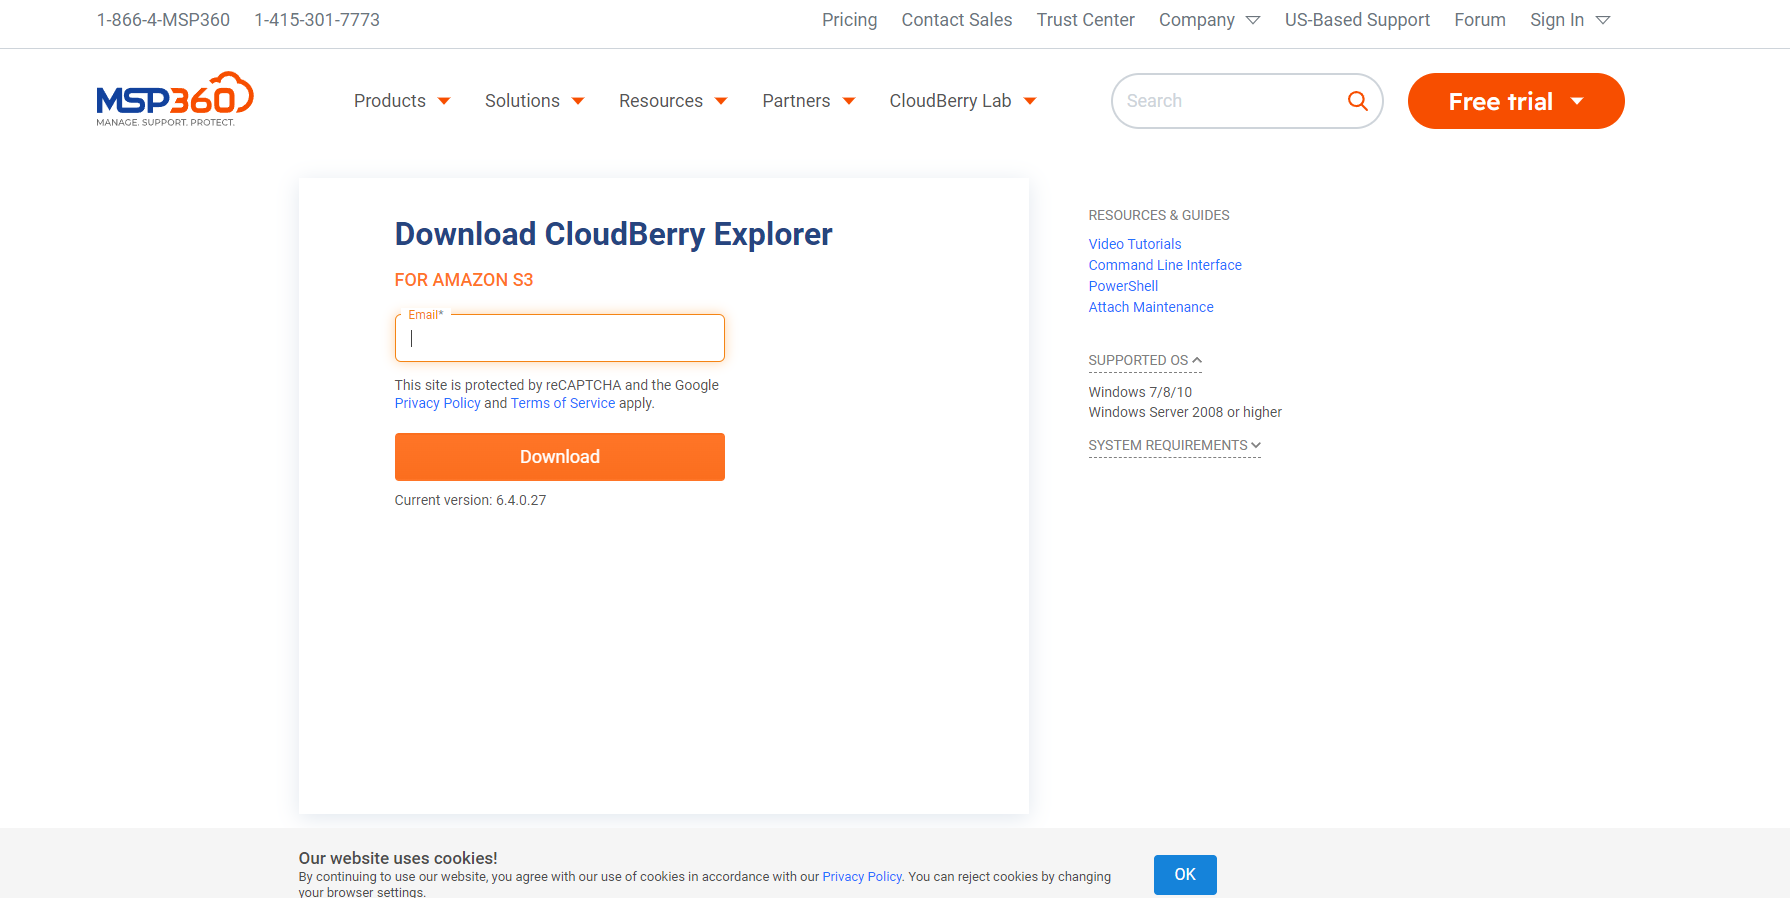 1-866-4-MSP360 1-415-301-7773 Pricing Contact Sales Trust Center Company US-Based Support Forum Sign In
MSP360
MANAGE. SUPPORT. PROTECT.
Products Solutions Resources Partners CloudBerry Lab Search Free trial
Download CloudBerry Explorer
FOR AMAZON S3
Email*
This site is protected by reCAPTCHA and the Google
Privacy Policy and Terms of Service apply.
Download
Current version: 6.4.0.27
RESOURCES & GUIDES
Video Tutorials
Command Line Interface
PowerShell
Attach Maintenance
SUPPORTED OS
Windows 7/8/10
Windows Server 2008 or higher
SYSTEM REQUIREMENTS
Our website uses cookies!
By continuing to use our website, you agree with our use of cookies in accordance with our Privacy Policy. You can reject cookies by changing
your browser settings.
OK